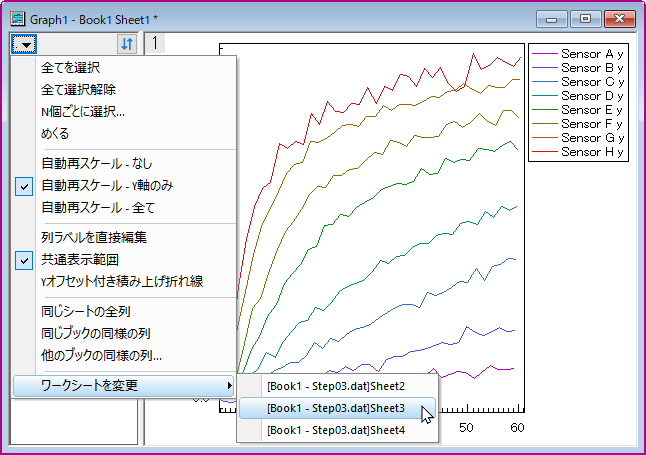 Graph1 - Book1 Sheet1 *
1
全てを選択
全て選択解除
N個ごとに選択...
めくる
自動再スケール - なし
自動再スケール - Y軸のみ
自動再スケール - 全て
列ラベルを直接編集
共通表示範囲
Yオフセット付き積み上げ折れ線
同じシートの全列
同じブックの同様の列
他のブックの同様の列...
ワークシートを変更
[Book1 - Step03.dat]Sheet2
[Book1 - Step03.dat]Sheet3
[Book1 - Step03.dat]Sheet4
Sensor A y
Sensor B y
Sensor C y
Sensor D y
Sensor E y
Sensor F y
Sensor G y
Sensor H y
50
60